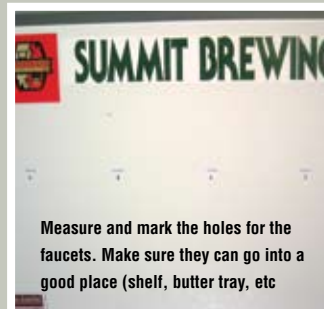 SUMMIT BREWING
Measure and mark the holes for the
faucets. Make sure they can go into a
good place (shelf, butter tray, etc